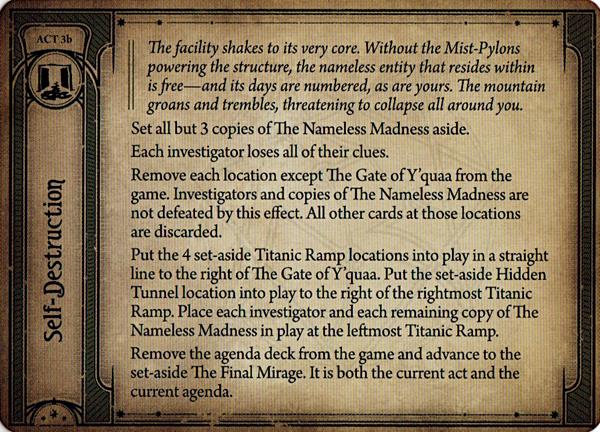 ACT 3b
Self-Destruction
The facility shakes to its very core. Without the Mist-Pylons
powering the structure, the nameless entity that resides within
is free—and its days are numbered, as are yours. The mountain
groans and trembles, threatening to collapse all around you.
Set all but 3 copies of The Nameless Madness aside.
Each investigator loses all of their clues.
Remove each location except The Gate of Y'quaa from the
game. Investigators and copies of The Nameless Madness are
not defeated by this effect. All other cards at those locations
are discarded.
Put the 4 set-aside Titanic Ramp locations into play in a straight
line to the right of The Gate of Y'quaa. Put the set-aside Hidden
Tunnel location into play to the right of the rightmost Titanic
Ramp. Place each investigator and each remaining copy of The
Nameless Madness in play at the leftmost Titanic Ramp.
Remove the agenda deck from the game and advance to the
set-aside The Final Mirage. It is both the current act and the
current agenda.